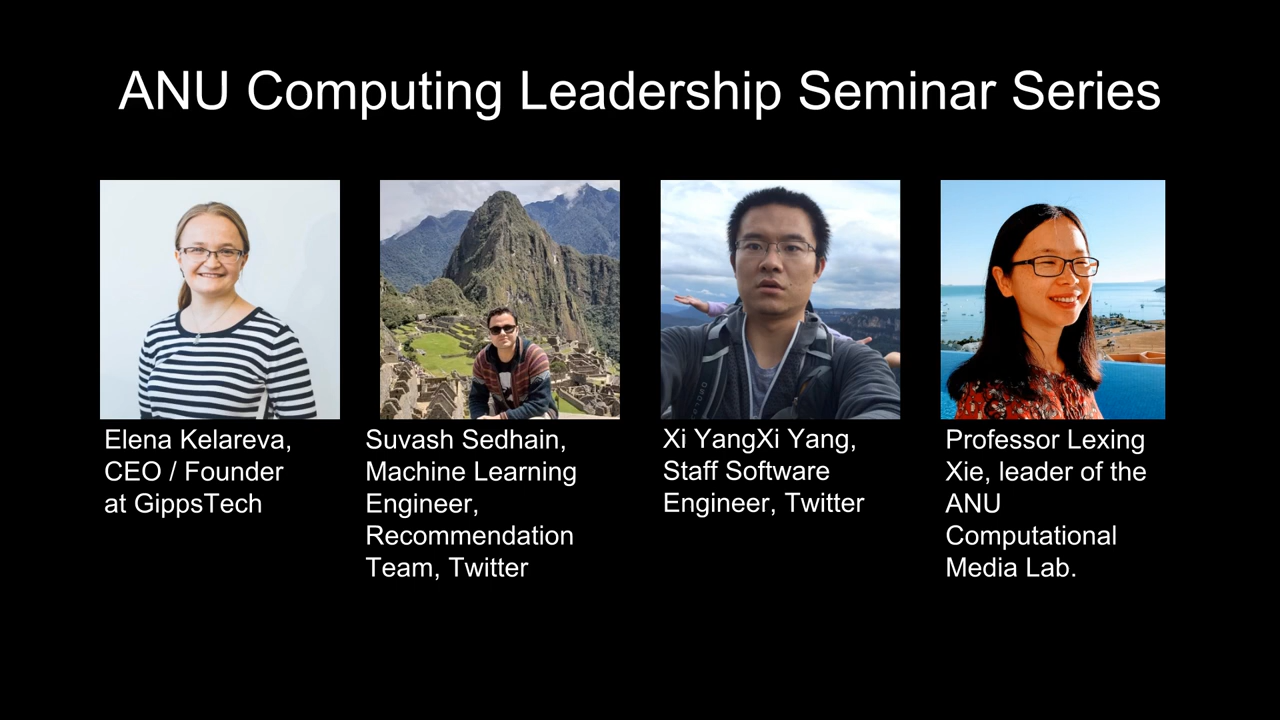 ANU Computing Leadership Seminar Series
Elena Kelareva,
CEO / Founder
at GippsTech
Suvash Sedhain,
Machine Learning
Engineer,
Recommendation
Team, Twitter
Xi YangXi Yang,
Staff Software
Engineer, Twitter
Professor Lexing
Xie, leader of the
ANU
Computational
Media Lab.